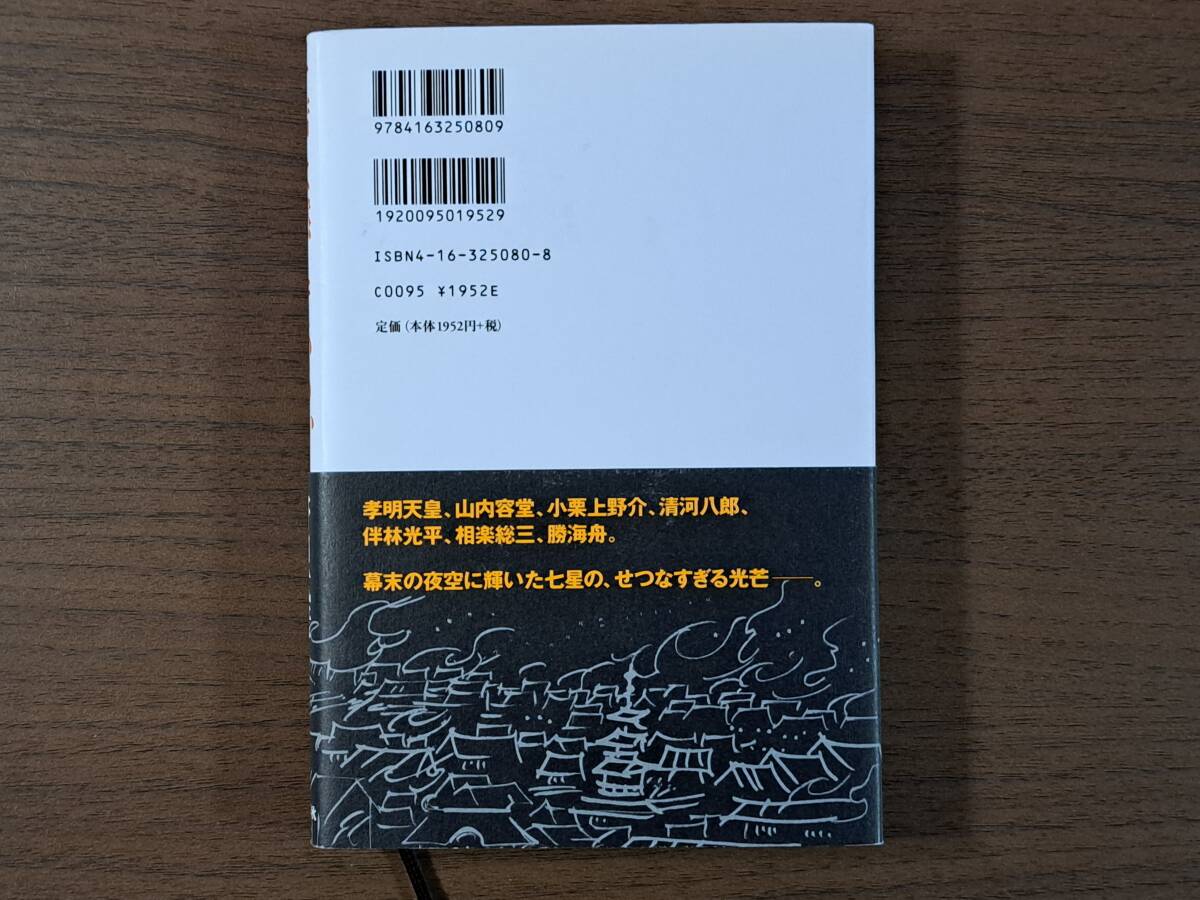 9784163250809
1920095019529
ISBN4-16-325080-8
C0095 ¥1952E
定価(本体1952円+税)
孝明天皇、山内容堂、小栗上野介、清河八郎、
伴林光平、相楽総三、勝海舟。
幕末の夜空に輝いた七星の、せつなすぎる光芒――。